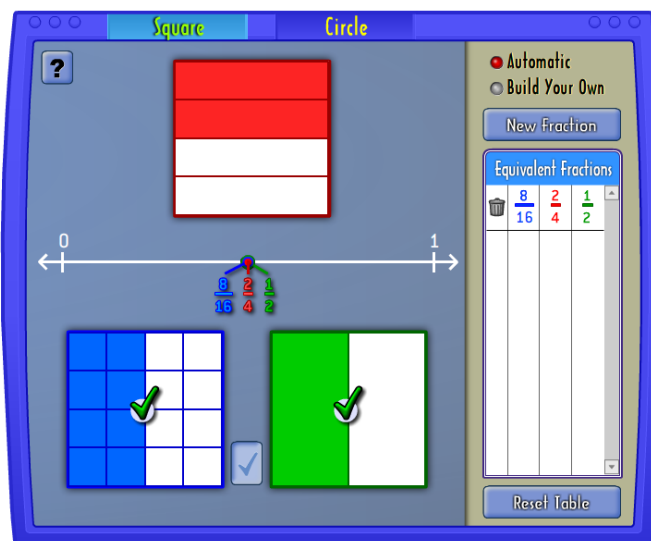 Square Circle
?
Automatic
Build Your Own
New Fraction
Equivalent Fractions
8/16 2/4 1/2
0 1
8/16 2/4 1/2
Reset Table